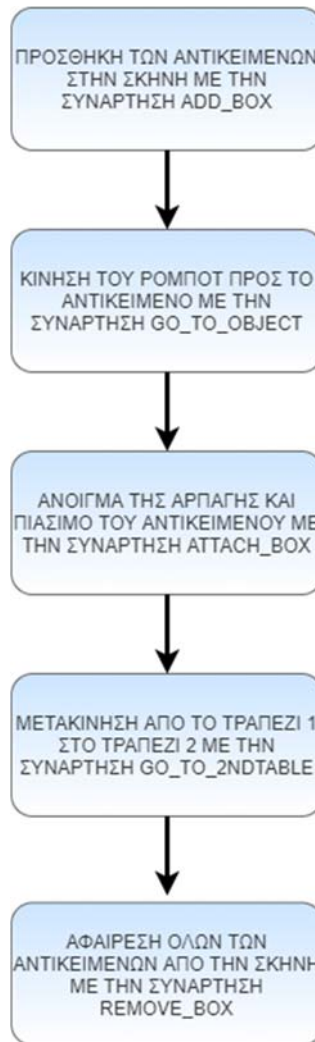 ΠΡΟΣΘΗΚΗ ΤΩΝ ΑΝΤΙΚΕΙΜΕΝΩΝ
ΣΤΗΝ ΣΚΗΝΗ ΜΕ ΤΗΝ
ΣΥΝΑΡΤΗΣΗ ADD_BOX
ΚΙΝΗΣΗ ΤΟΥ ΡΟΜΠΟΤ ΠΡΟΣ ΤΟ
ΑΝΤΙΚΕΙΜΕΝΟ ΜΕ ΤΗΝ
ΣΥΝΑΡΤΗΣΗ GO_TO_OBJECT
ΑΝΟΙΓΜΑ ΤΗΣ ΑΡΠΑΓΗΣ ΚΑΙ
ΠΙΑΣΙΜΟ ΤΟΥ ΑΝΤΙΚΕΙΜΕΝΟΥ ΜΕ
ΤΗΝ ΣΥΝΑΡΤΗΣΗ ATTACH_BOX
ΜΕΤΑΚΙΝΗΣΗ ΑΠΟ ΤΟ ΤΡΑΠΕΖΙ 1
ΣΤΟ ΤΡΑΠΕΖΙ 2 ΜΕ ΤΗΝ
ΣΥΝΑΡΤΗΣΗ GO_TO_2NDTABLE
ΑΦΑΙΡΕΣΗ ΟΛΩΝ ΤΩΝ
ΑΝΤΙΚΕΙΜΕΝΩΝ ΑΠΟ ΤΗΝ ΣΚΗΝΗ
ΜΕ ΤΗΝ ΣΥΝΑΡΤΗΣΗ
REMOVE_BOX